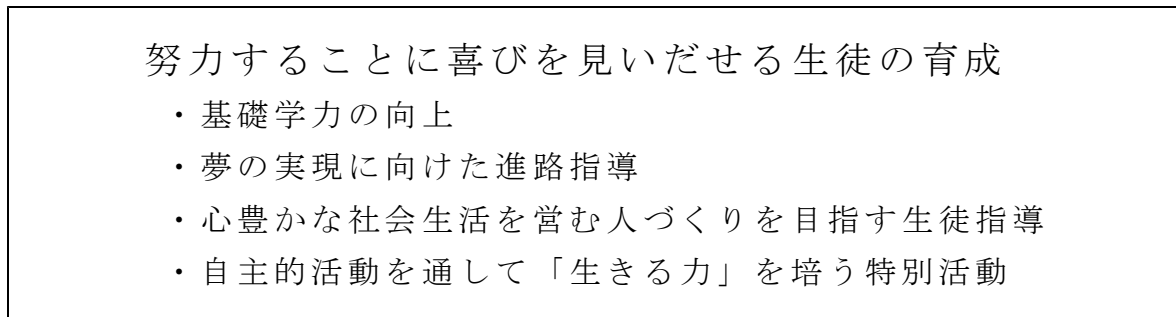 努力することに喜びを見いだせる生徒の育成
・基礎学力の向上
・夢の実現に向けた進路指導
・心豊かな社会生活を営む人づくりを目指す生徒指導
・自主的活動を通して「生きる力」を培う特別活動